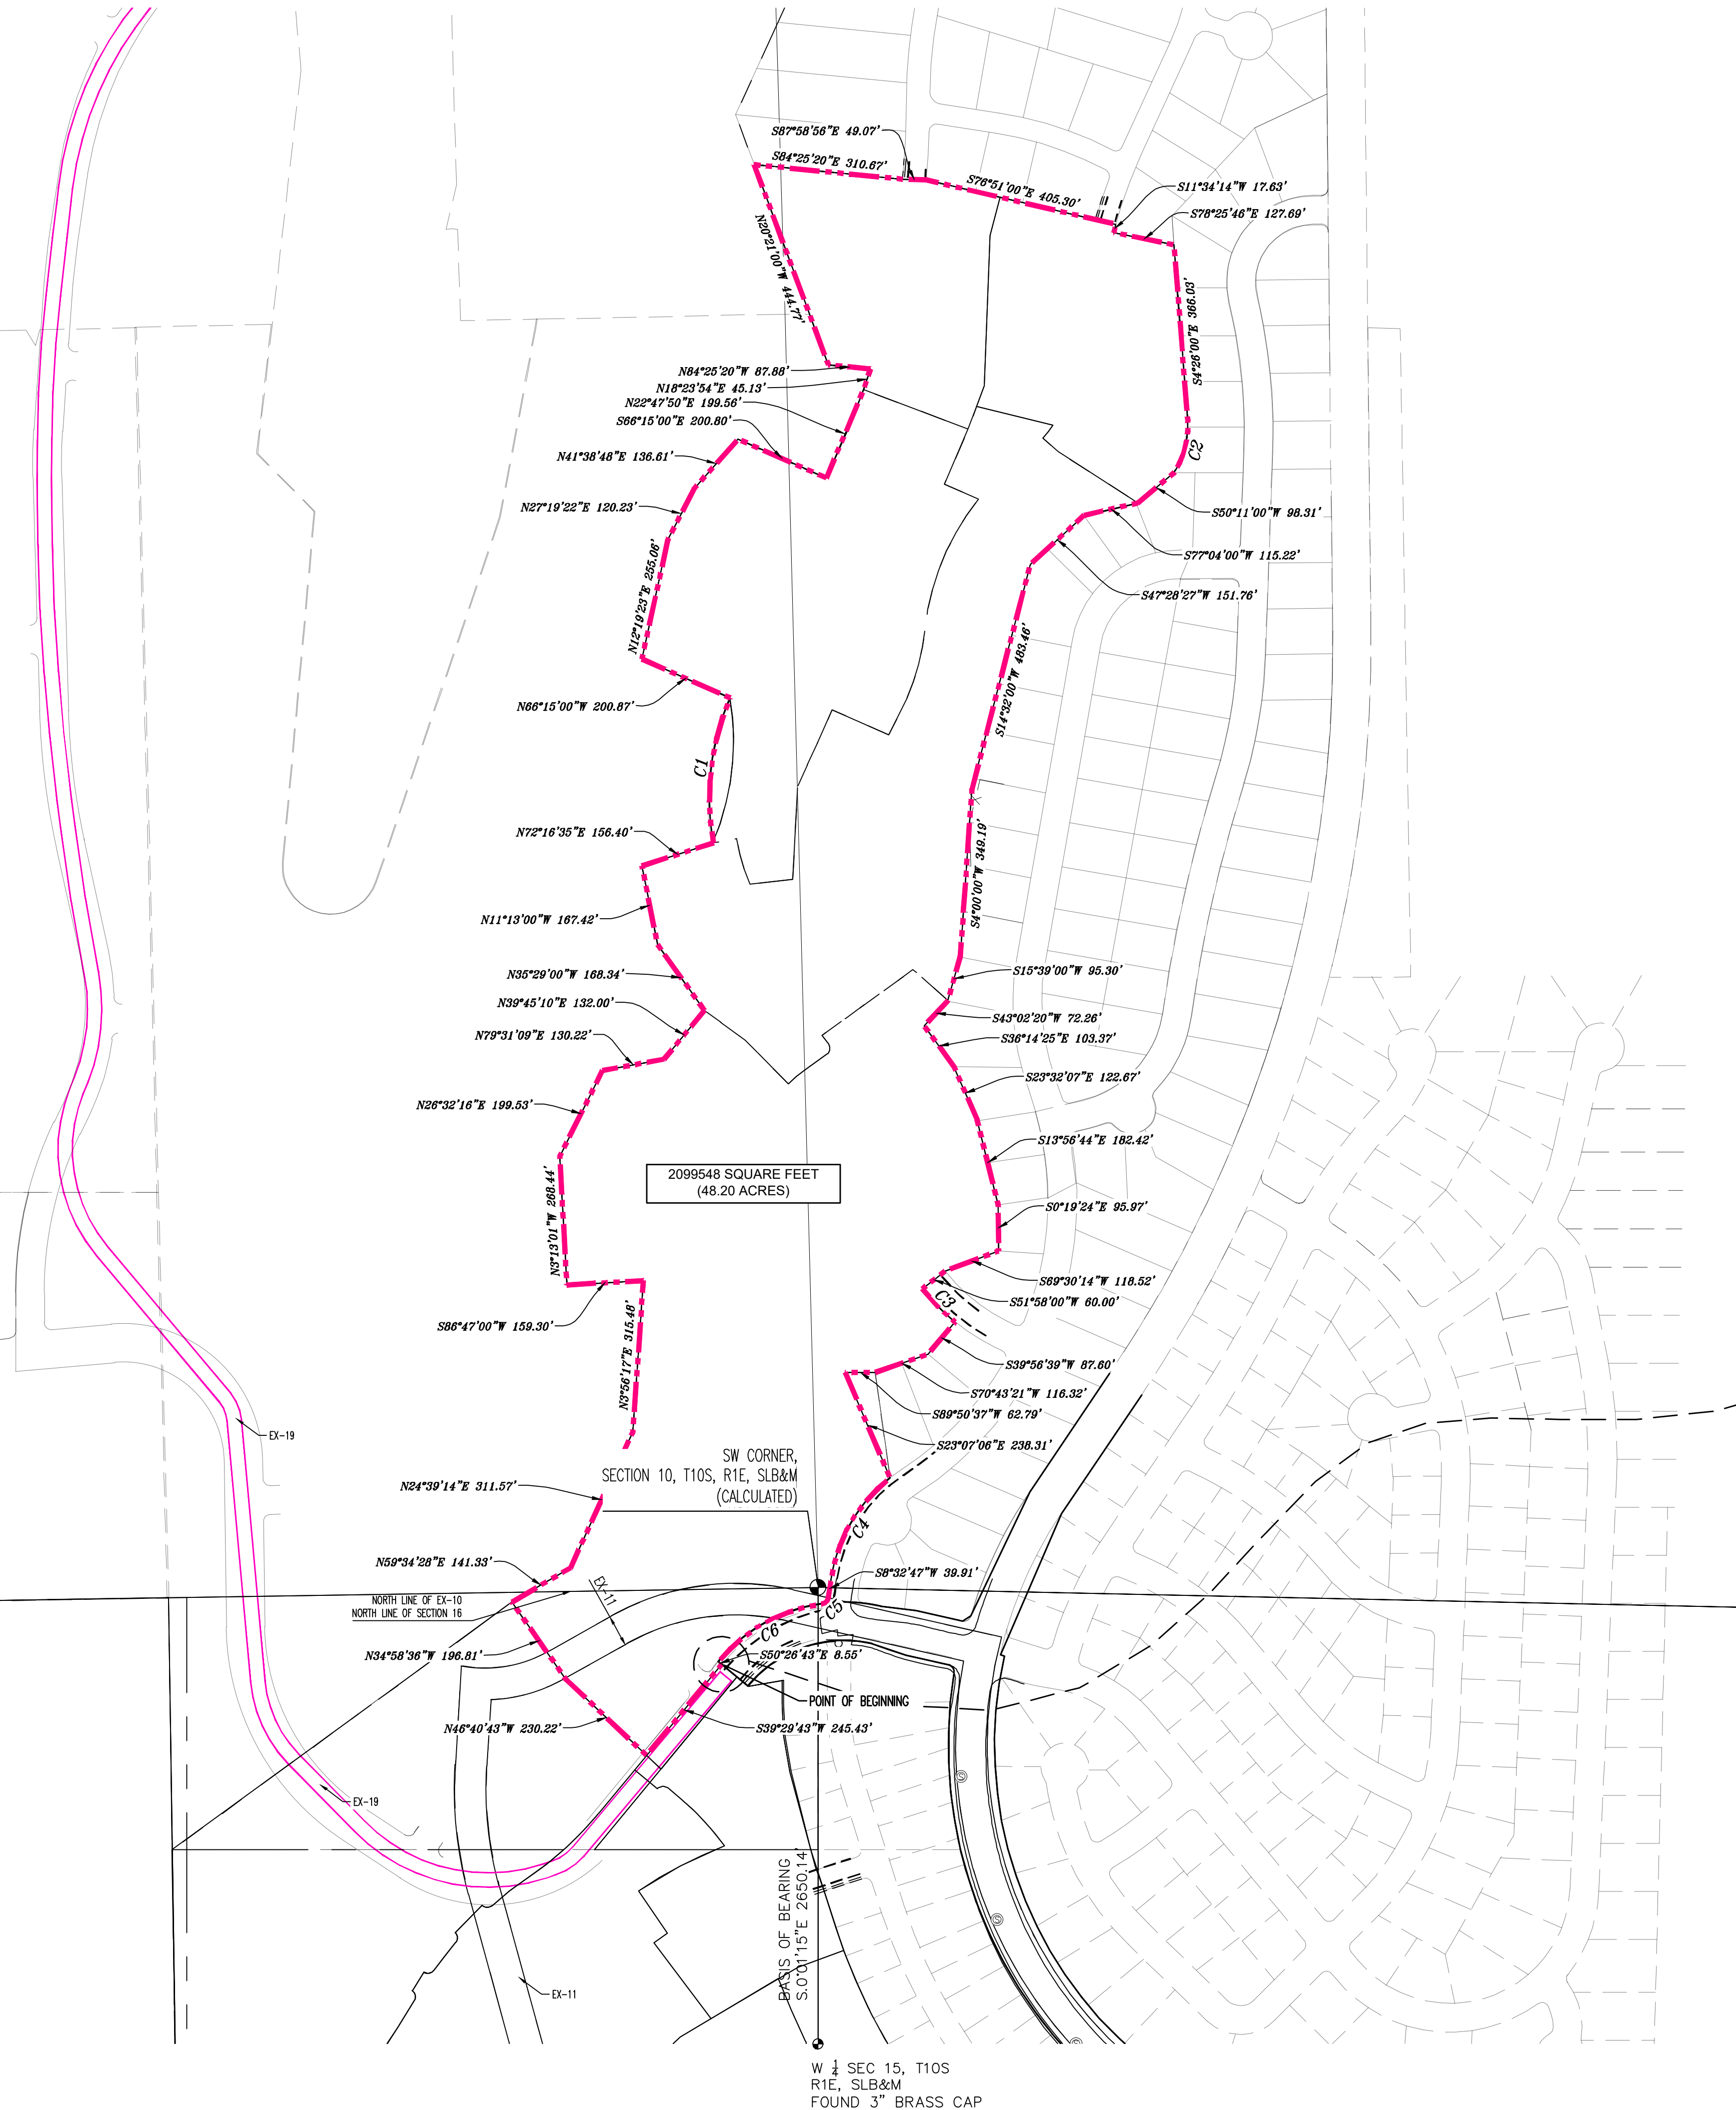 S87°58'56"E 49.07'
S84°25'20"E 310.67'
S76°51'00"E 405.30'
S11°34'14"W 17.63'
S78°25'46"E 127.69'
N20°21'00"W 444.77'
S4°26'00"E 366.03'
N84°25'20"W 87.88'
N18°23'54"E 45.13'
N22°47'50"E 199.56'
S66°15'00"E 200.80'
C2
N41°38'48"E 136.61'
N27°19'22"E 120.23'
S50°11'00"W 98.31'
S77°04'00"W 115.22'
N12°19'23"E 255.06'
S47°28'27"W 151.76'
S14°32'00"W 483.46'
N66°15'00"W 200.87'
C1
N72°16'35"E 156.40'
S4°00'00"W 349.19'
N11°13'00"W 167.42'
N35°29'00"W 168.34'
S15°39'00"W 95.30'
N39°45'10"E 132.00'
S43°02'20"W 72.26'
N79°31'09"E 130.22'
S36°14'25"E 103.37'
S23°32'07"E 122.67'
N26°32'16"E 199.53'
S13°56'44"E 182.42'
2099548 SQUARE FEET
(48.20 ACRES)
N3°13'01"W 268.44'
S0°19'24"E 95.97'
S69°30'14"W 118.52'
S51°58'00"W 60.00'
C3
S86°47'00"W 159.30'
N3°56'17"E 315.48'
S39°56'39"W 87.60'
S70°43'21"W 116.32'
S89°50'37"W 62.79'
EX-19
S23°07'06"E 238.31'
SW CORNER,
SECTION 10, T10S, R1E, SLB&M
(CALCULATED)
N24°39'14"E 311.57'
C4
N59°34'28"E 141.33'
S8°32'47"W 39.91'
NORTH LINE OF EX-10
NORTH LINE OF SECTION 16
EX-11
C5
C6
N34°58'36"W 196.81'
S50°26'43"E 8.55'
POINT OF BEGINNING
N46°40'43"W 230.22'
S39°29'43"W 245.43'
S
EX-19
BASIS OF BEARING
S.0°01'15"E 2650.14'
S
EX-11
S
W 1/4 SEC 15, T10S
R1E, SLB&M
FOUND 3" BRASS CAP